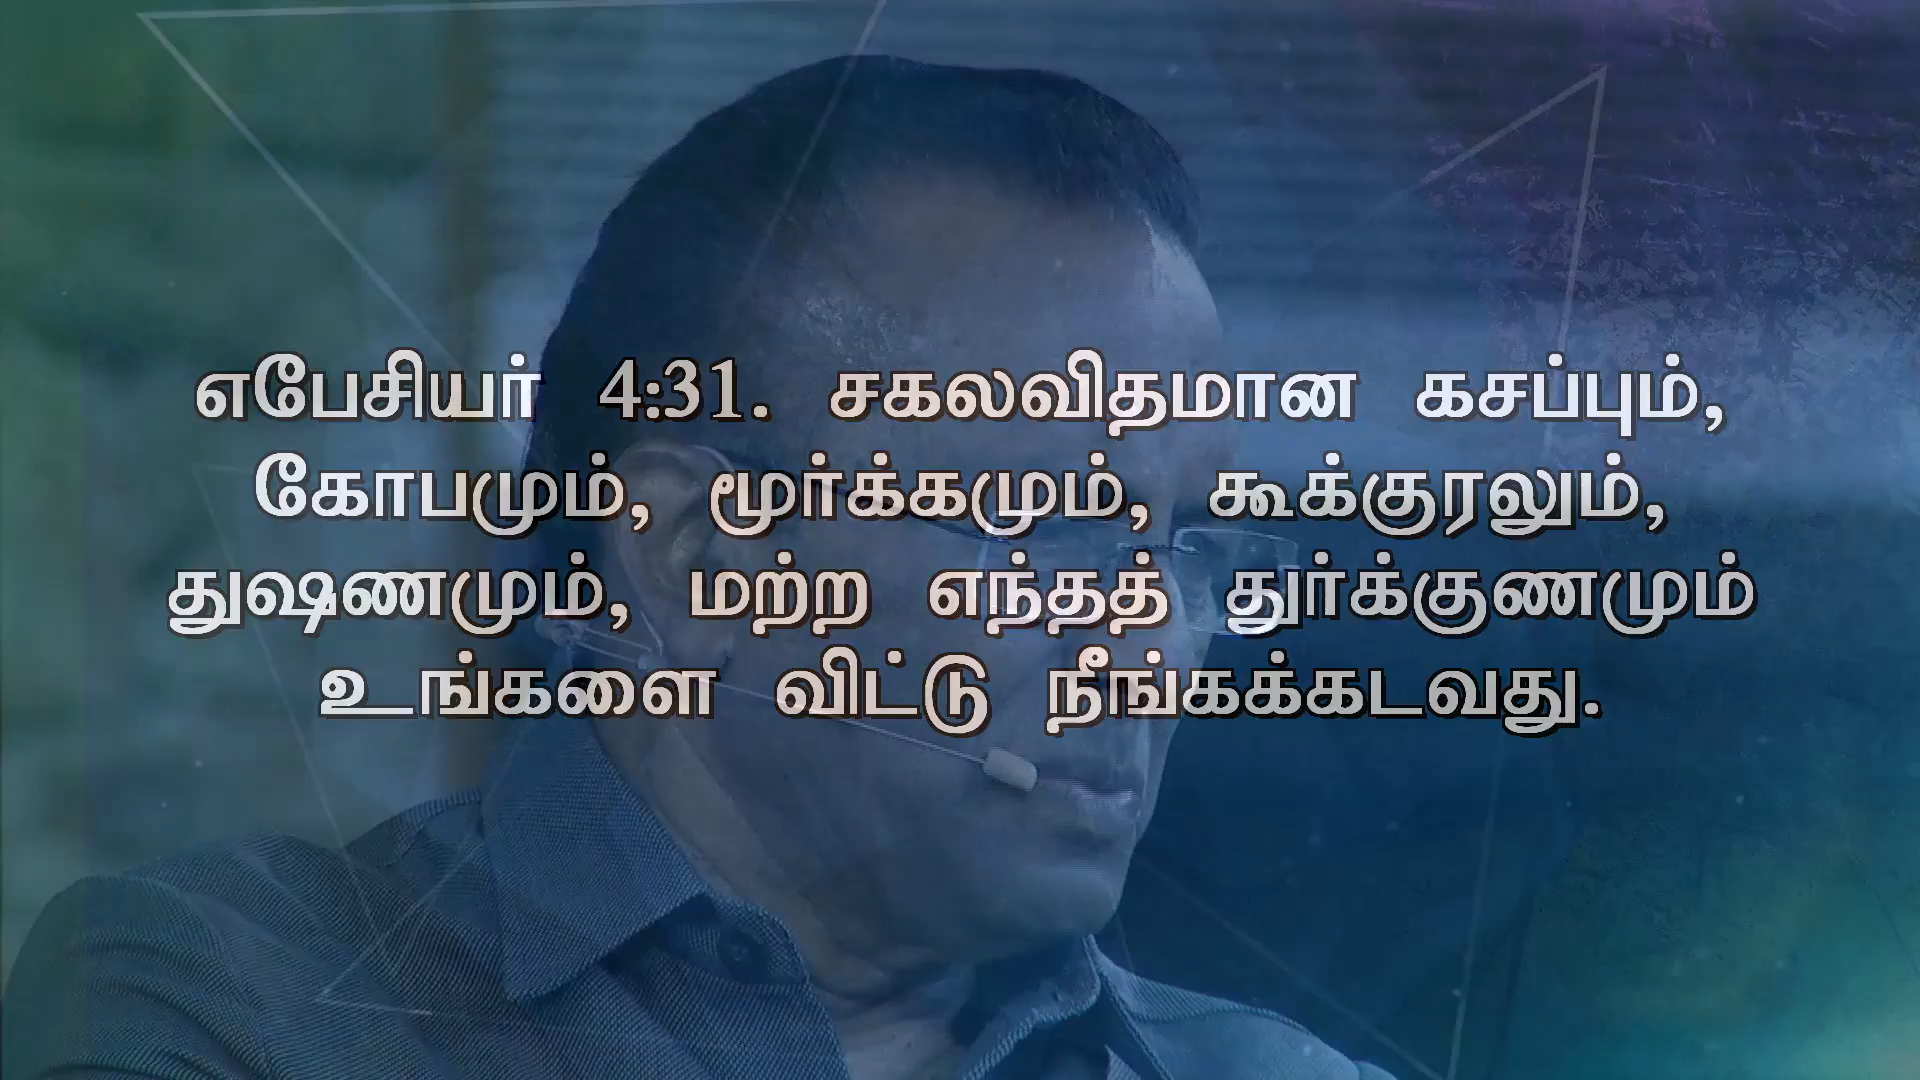 எபேசியர் 4:31. சகலவிதமான கசப்பும்,
கோபமும், மூர்க்கமும், கூக்குரலும்,
துஷணமும், மற்ற எந்தத் துர்க்குணமும்
உங்களை விட்டு நீங்கக்கடவது.